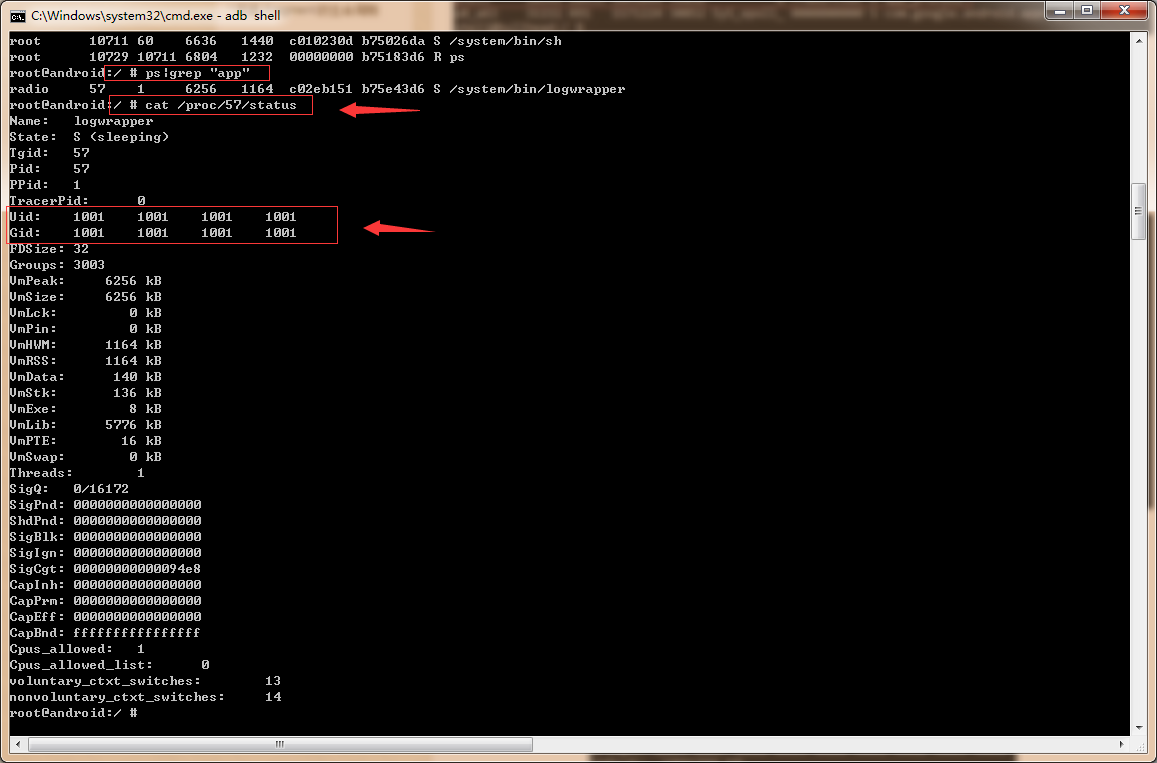 C:\Windows\system32\cmd.exe - adb shell
root      10711 60    6636   1440  c010230d b75026da S /system/bin/sh
root      10729 10711 6804   1232  00000000 b75183d6 R ps
root@android:/ # ps|grep "app"
radio     57    1     6256   1164  c02eb151 b75e43d6 S /system/bin/logwrapper
root@android:/ # cat /proc/57/status
Name:   logwrapper
State:  S (sleeping)
Tgid:   57
Pid:    57
PPid:   1
TracerPid:      0
Uid:    1001    1001    1001    1001
Gid:    1001    1001    1001    1001
FDSize: 32
Groups: 3003
VmPeak:     6256 kB
VmSize:     6256 kB
VmLck:         0 kB
VmPin:         0 kB
VmHWM:      1164 kB
VmRSS:      1164 kB
VmData:      140 kB
VmStk:       136 kB
VmExe:         8 kB
VmLib:      5776 kB
VmPTE:        16 kB
VmSwap:        0 kB
Threads:        1
SigQ:   0/16172
SigPnd: 0000000000000000
ShdPnd: 0000000000000000
SigBlk: 0000000000000000
SigIgn: 0000000000000000
SigCgt: 00000000000094e8
CapInh: 0000000000000000
CapPrm: 0000000000000000
CapEff: 0000000000000000
CapBnd: ffffffffffffffff
Cpus_allowed:   1
Cpus_allowed_list:      0
voluntary_ctxt_switches:        13
nonvoluntary_ctxt_switches:     14
root@android:/ #